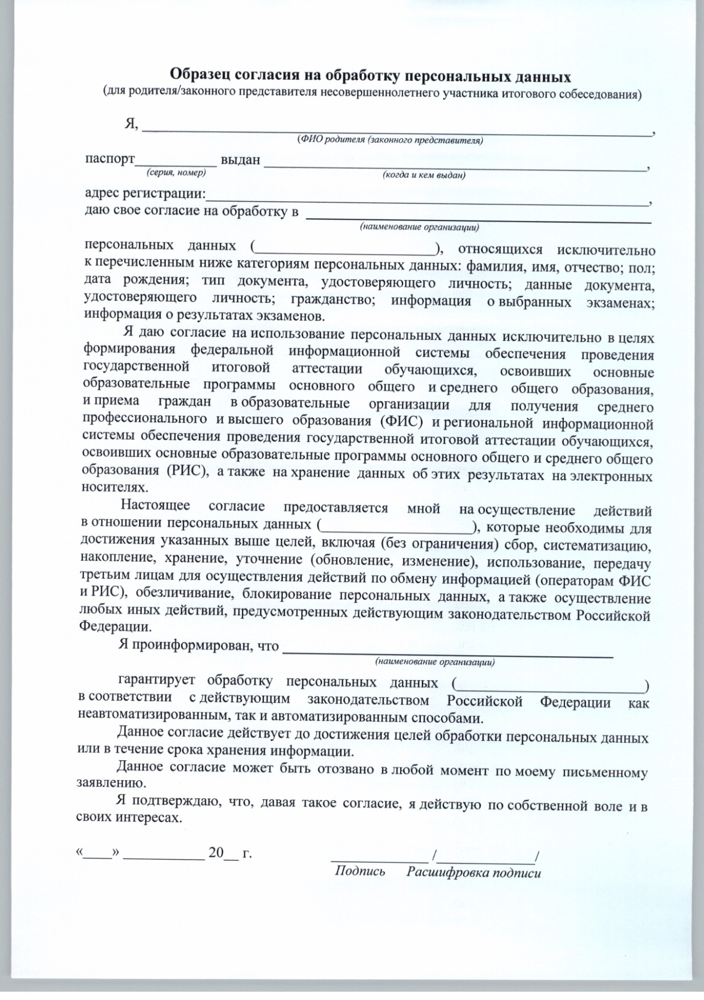 Образец согласия на обработку персональных данных
(для родителя/законного представителя несовершеннолетнего участника итогового собеседования)
Я, ______________________________,
(ФИО родителя (законного представителя)
паспорт___________ выдан ______________________________,
(серия, номер) (когда и кем выдан)
адрес регистрации:______________________________,
даю свое согласие на обработку в ______________________________
(наименование организации)
персональных данных (________________________), относящихся исключительно
к перечисленным ниже категориям персональных данных: фамилия, имя, отчество; пол;
дата рождения; тип документа, удостоверяющего личность; данные документа,
удостоверяющего личность; гражданство; информация о выбранных экзаменах;
информация о результатах экзаменов.
Я даю согласие на использование персональных данных исключительно в целях
формирования федеральной информационной системы обеспечения проведения
государственной итоговой аттестации обучающихся, освоивших основные
образовательные программы основного общего и среднего общего образования,
и приема граждан в образовательные организации для получения среднего
профессионального и высшего образования (ФИС) и региональной информационной
системы обеспечения проведения государственной итоговой аттестации обучающихся,
освоивших основные образовательные программы основного общего и среднего общего
образования (РИС), а также на хранение данных об этих результатах на электронных
носителях.
Настоящее согласие предоставляется мной на осуществление действий
в отношении персональных данных (____________________), которые необходимы для
достижения указанных выше целей, включая (без ограничения) сбор, систематизацию,
накопление, хранение, уточнение (обновление, изменение), использование, передачу
третьим лицам для осуществления действий по обмену информацией (операторам ФИС
и РИС), обезличивание, блокирование персональных данных, а также осуществление
любых иных действий, предусмотренных действующим законодательством Российской
Федерации.
Я проинформирован, что ______________________________
(наименование организации)
гарантирует обработку персональных данных (_________________________)
в соответствии с действующим законодательством Российской Федерации как
неавтоматизированным, так и автоматизированным способами.
Данное согласие действует до достижения целей обработки персональных данных
или в течение срока хранения информации.
Данное согласие может быть отозвано в любой момент по моему письменному
заявлению.
Я подтверждаю, что, давая такое согласие, я действую по собственной воле и в
своих интересах.
«____» ___________ 20__ г. _____________ /_____________/
Подпись Расшифровка подписи